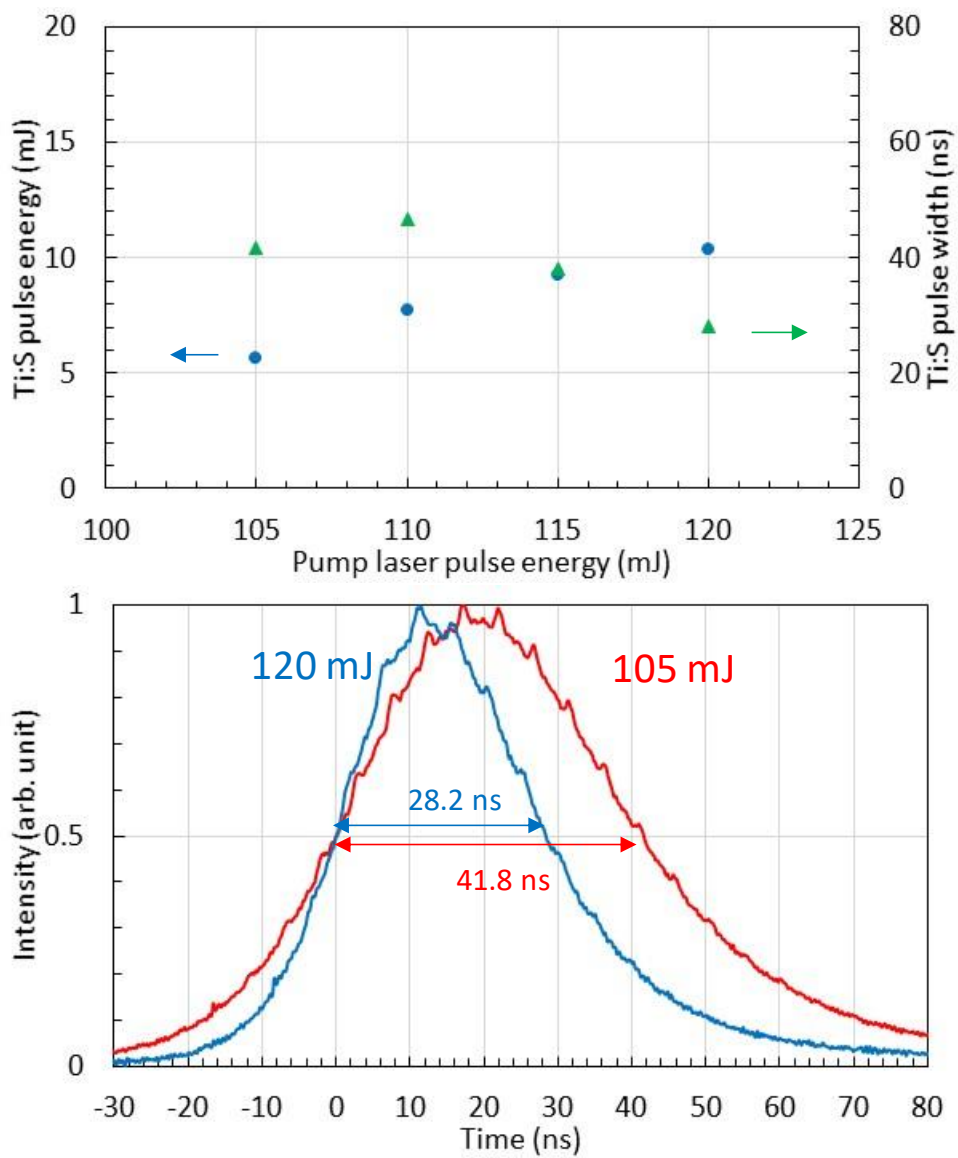 20
15
10
5
0
Ti:S pulse energy (mJ)
80
60
40
20
0
Ti:S pulse width (ns)
100 105 110 115 120 125
Pump laser pulse energy (mJ)
1
0.5
0
Intensity (arb. unit)
120 mJ
105 mJ
28.2 ns
41.8 ns
-30 -20 -10 0 10 20 30 40 50 60 70 80
Time (ns)